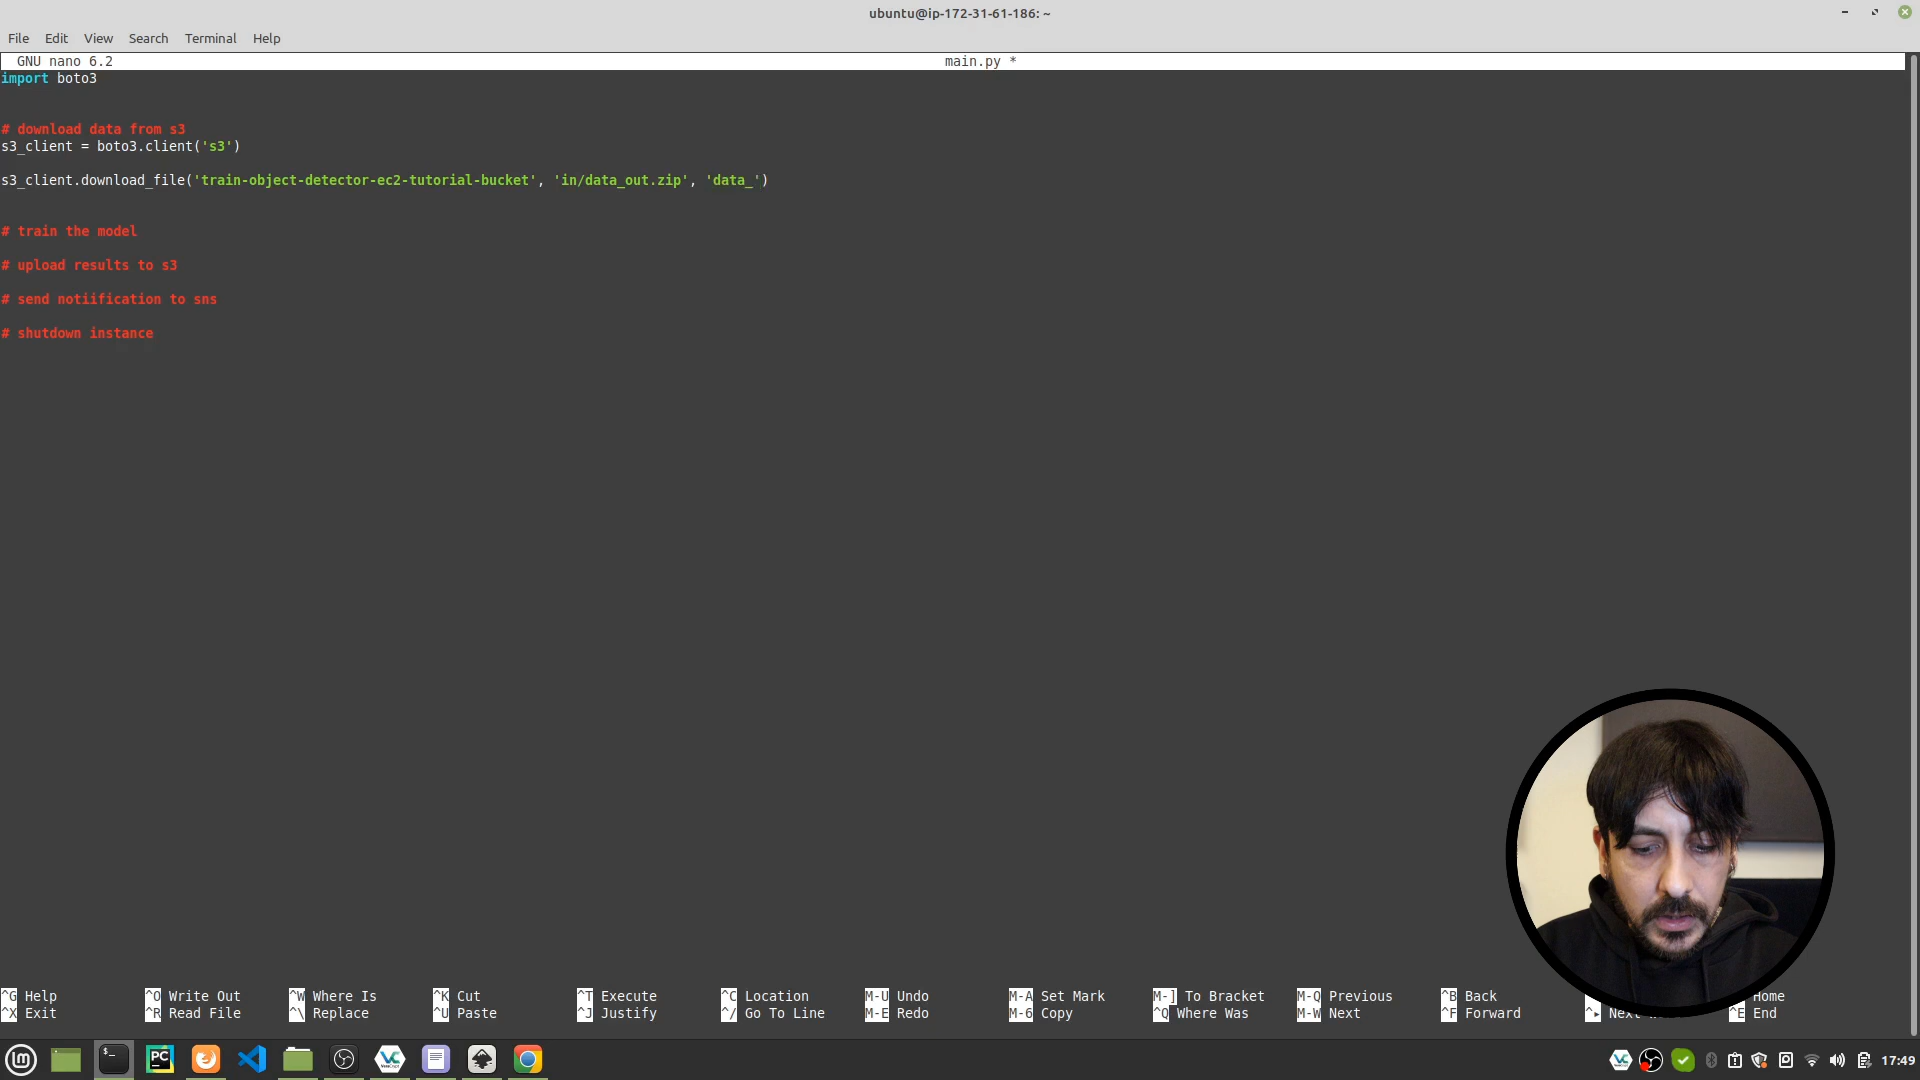 ubuntu@ip-172-31-61-186: ~
File Edit View Search Terminal Help
GNU nano 6.2 main.py *
import boto3
# download data from s3
s3_client = boto3.client('s3')
s3_client.download_file('train-object-detector-ec2-tutorial-bucket', 'in/data_out.zip', 'data_')
# train the model
# upload results to s3
# send notiification to sns
# shutdown instance
^G Help ^O Write Out ^W Where Is ^K Cut ^T Execute ^C Location M-U Undo M-A Set Mark M-] To Bracket M-Q Previous ^B Back Home
^X Exit ^R Read File ^\ Replace ^U Paste ^J Justify ^/ Go To Line M-E Redo M-6 Copy ^Q Where Was M-W Next ^F Forward ^▸ Next ^E End
17:49